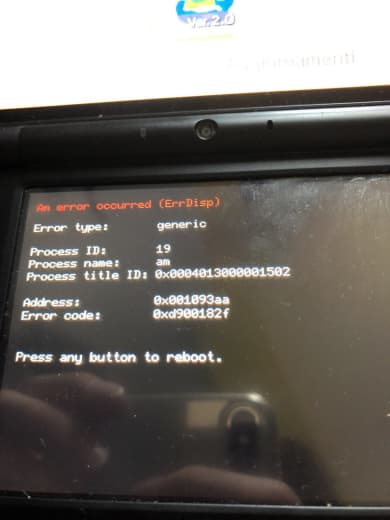 Ver.2.0
An error occurred (ErrDisp)
Error type: generic
Process ID: 19
Process name: am
Process title ID: 0x0004013000001502
Address: 0x001093aa
Error code: 0xd900182f
Press any button to reboot.